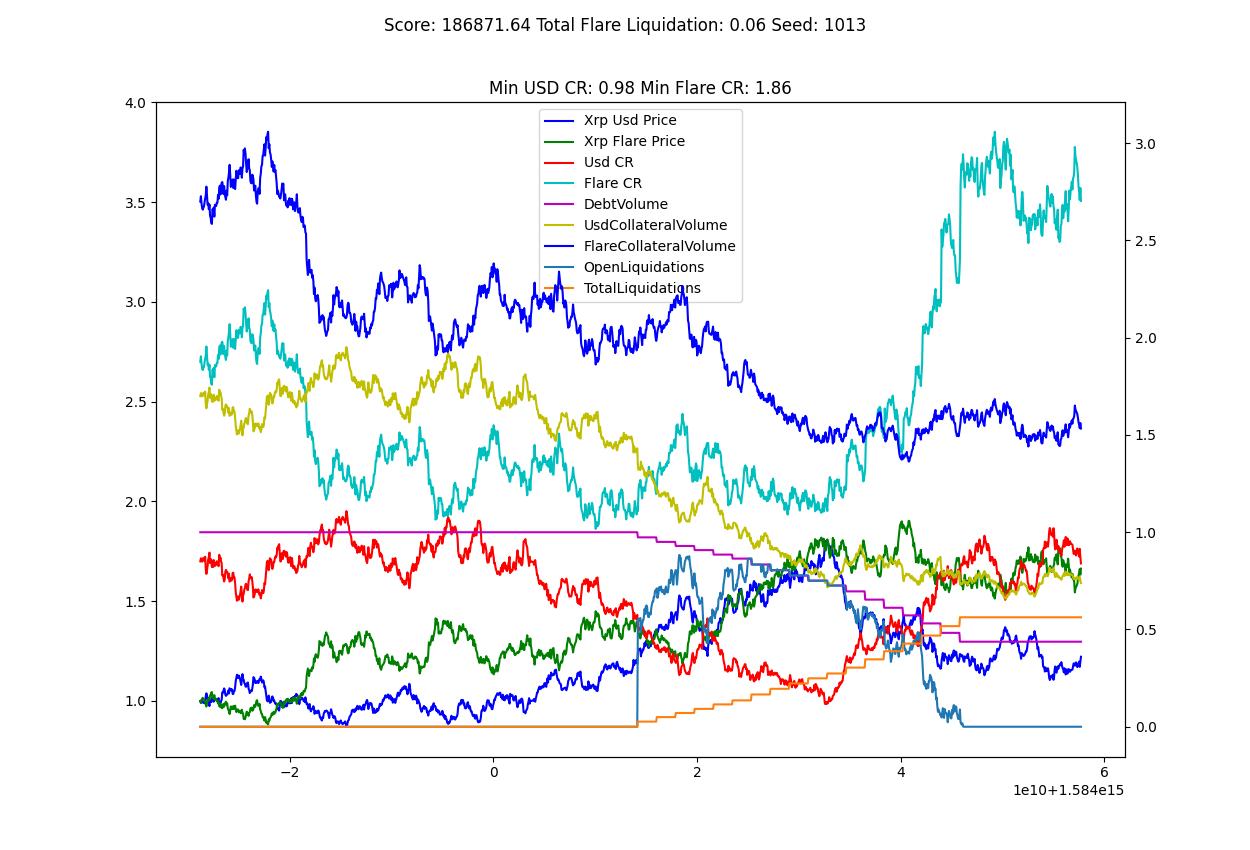 Score: 186871.64 Total Flare Liquidation: 0.06 Seed: 1013
Min USD CR: 0.98 Min Flare CR: 1.86
Xrp Usd Price
Xrp Flare Price
Usd CR
Flare CR
DebtVolume
UsdCollateralVolume
FlareCollateralVolume
OpenLiquidations
TotalLiquidations
4.0
3.5
3.0
2.5
2.0
1.5
1.0
3.0
2.5
2.0
1.5
1.0
0.5
0.0
−2 0 2 4 6
1e10+1.584e15